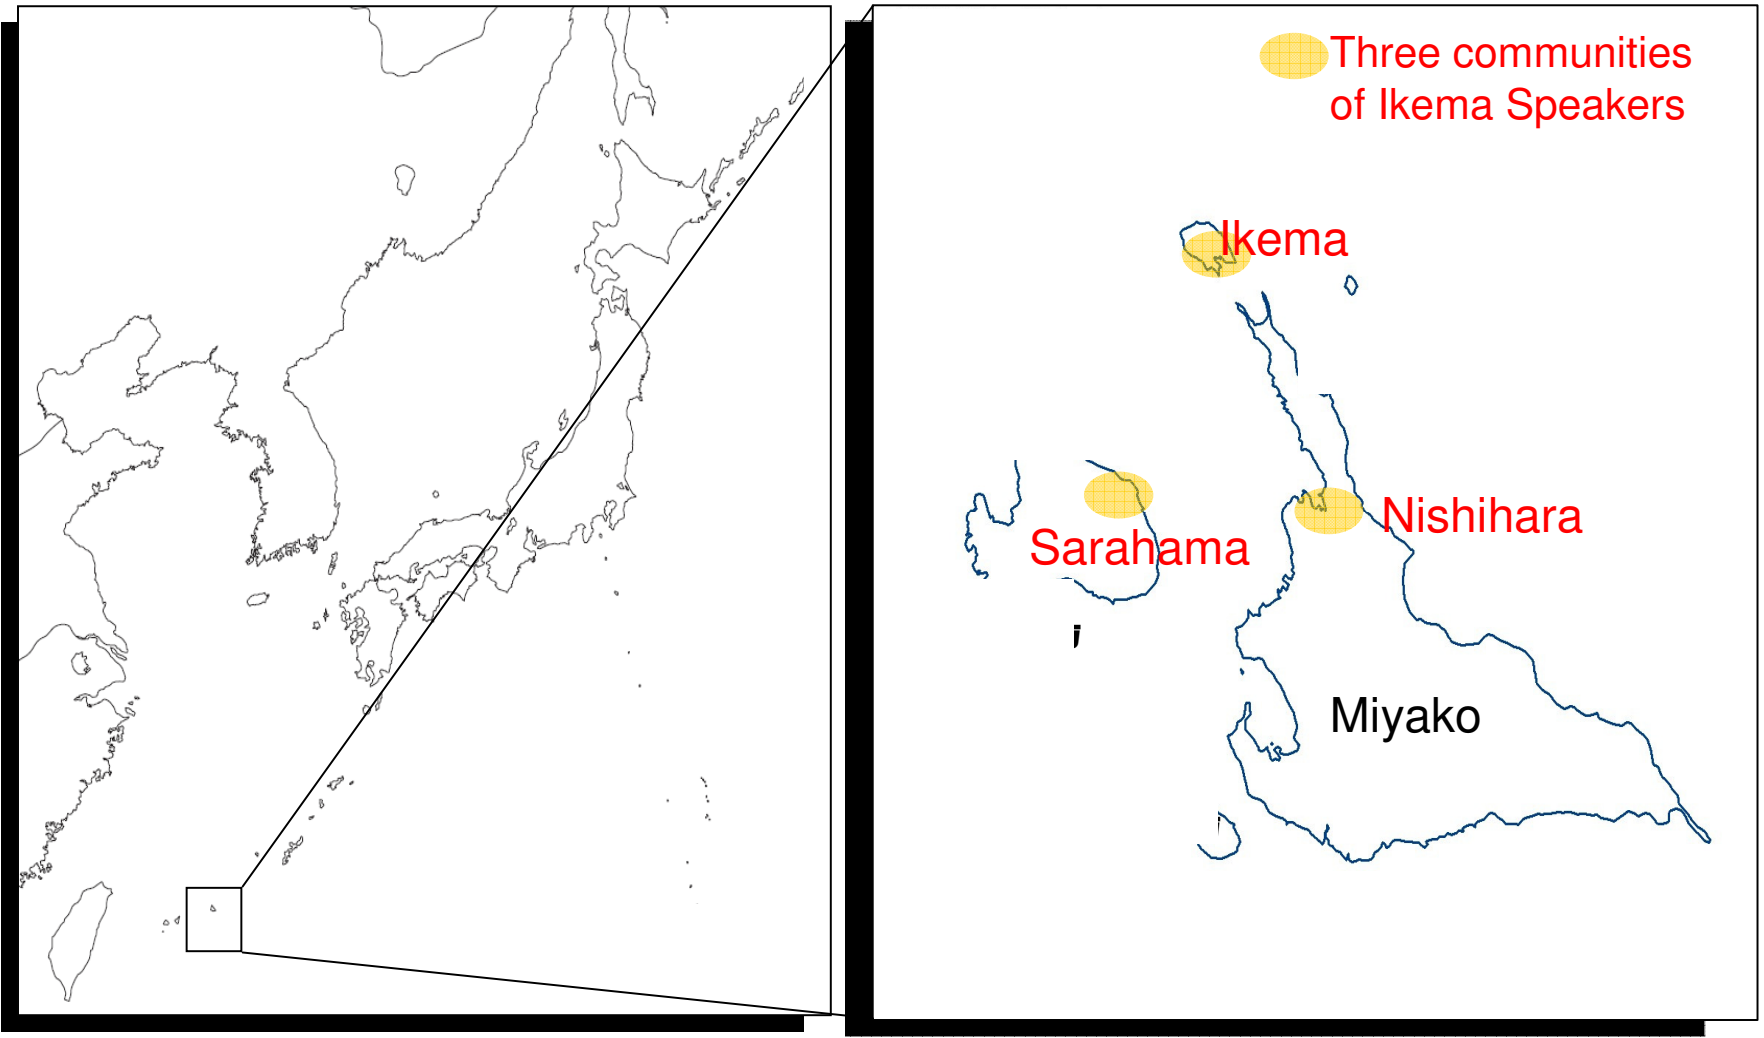 Three communities
of Ikema Speakers
Ikema
Nishihara
Sarahama
Miyako